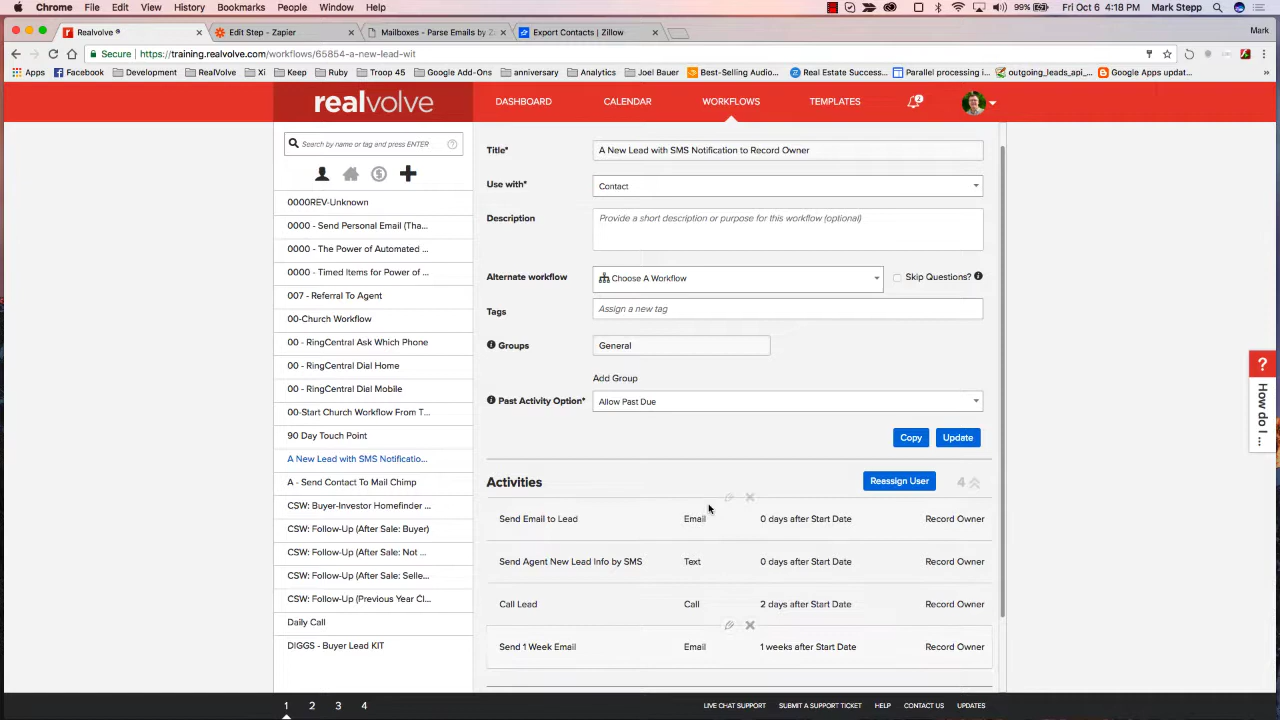 Chrome File Edit View History Bookmarks People Window Help 99% Fri Oct 6 4:18 PM Mark Stepp
Realvolve ® Edit Step - Zapier Mailboxes - Parse Emails by Z Export Contacts | Zillow Mark
Secure https://training.realvolve.com/workflows/65854-a-new-lead-wit
Apps Facebook Development RealVolve Xi Keep Ruby Troop 45 Google Add-Ons anniversary Analytics Joel Bauer Best-Selling Audio... Real Estate Success... Parallel processing i... outgoing_leads_api_... Google Apps updat... »
realvolve DASHBOARD CALENDAR WORKFLOWS TEMPLATES 2
Search by name or tag and press ENTER
0000REV-Unknown
0000 - Send Personal Email (Tha...
0000 - The Power of Automated ...
0000 - Timed Items for Power of ...
007 - Referral To Agent
00-Church Workflow
00 - RingCentral Ask Which Phone
00 - RingCentral Dial Home
00 - RingCentral Dial Mobile
00-Start Church Workflow From T...
90 Day Touch Point
A New Lead with SMS Notificatio...
A - Send Contact To Mail Chimp
CSW: Buyer-Investor Homefinder ...
CSW: Follow-Up (After Sale: Buyer)
CSW: Follow-Up (After Sale: Not ...
CSW: Follow-Up (After Sale: Selle...
CSW: Follow-Up (Previous Year Cl...
Daily Call
DIGGS - Buyer Lead KIT
Title* A New Lead with SMS Notification to Record Owner
Use with* Contact
Description Provide a short description or purpose for this workflow (optional)
Alternate workflow Choose A Workflow Skip Questions?
Tags Assign a new tag
Groups General
Add Group
Past Activity Option* Allow Past Due
Copy Update
Activities Reassign User 4
Send Email to Lead Email 0 days after Start Date Record Owner
Send Agent New Lead Info by SMS Text 0 days after Start Date Record Owner
Call Lead Call 2 days after Start Date Record Owner
Send 1 Week Email Email 1 weeks after Start Date Record Owner
? How do I ...
1 2 3 4 LIVE CHAT SUPPORT SUBMIT A SUPPORT TICKET HELP CONTACT US UPDATES